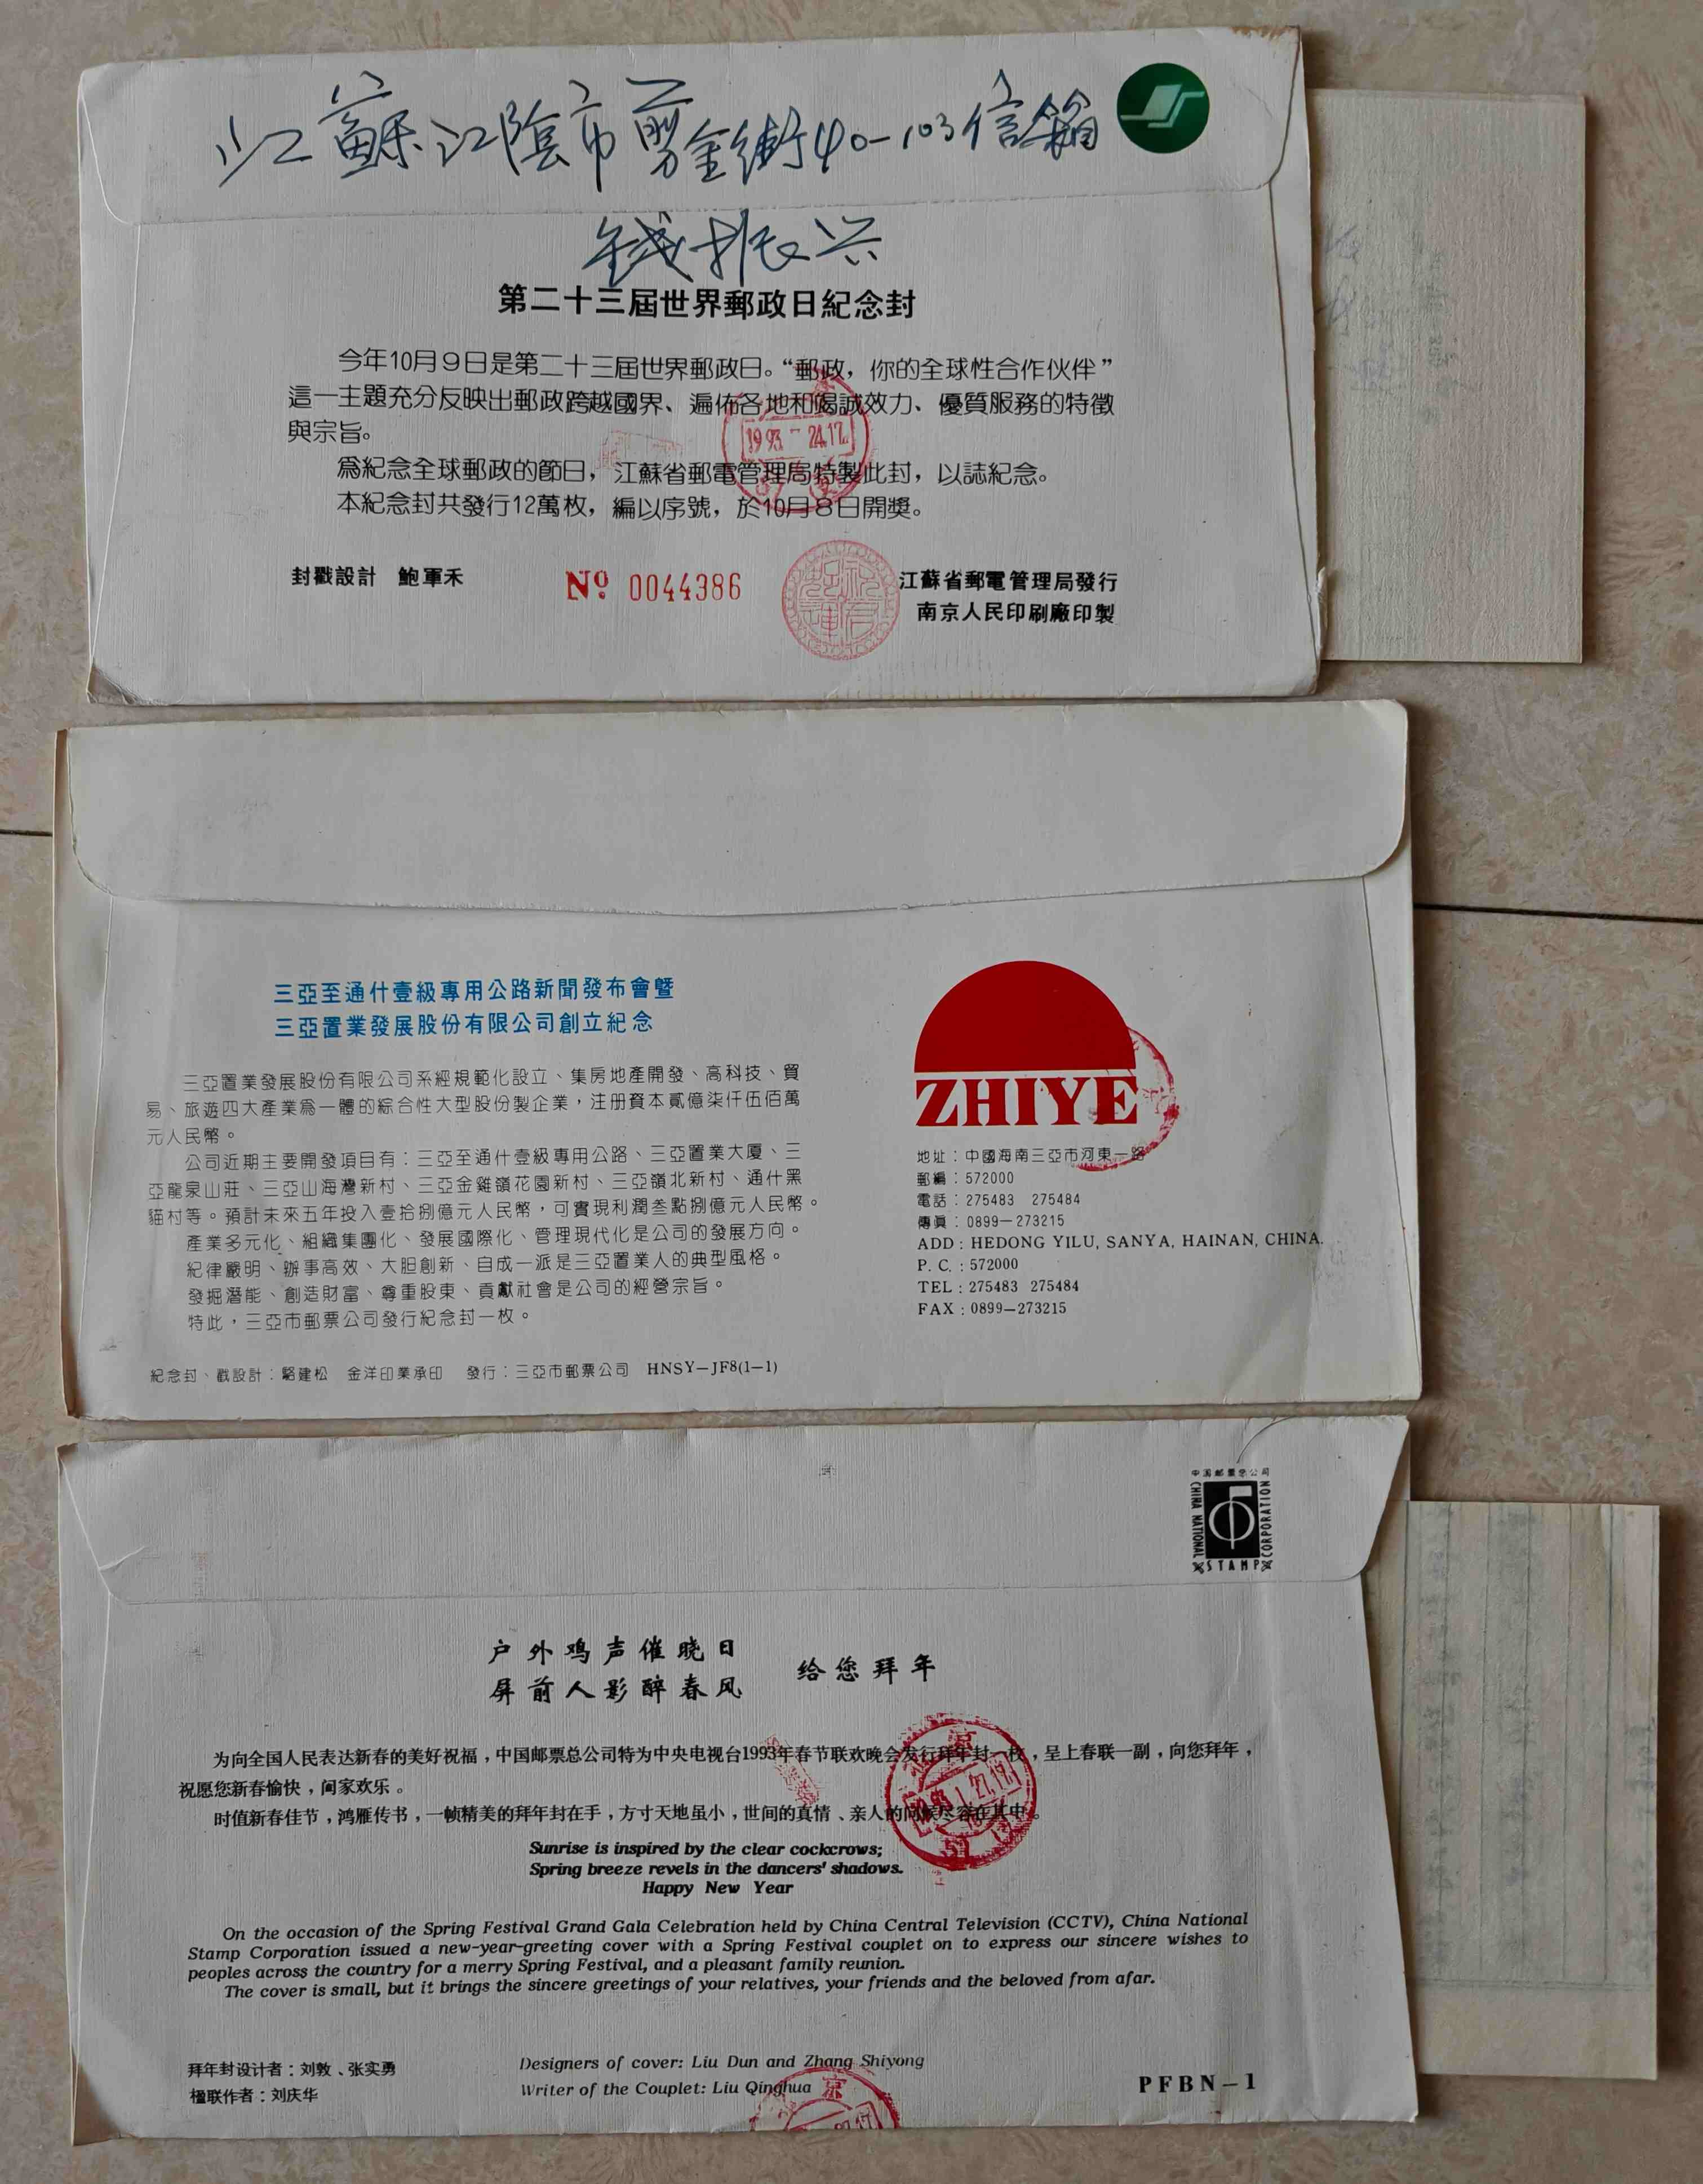 江蘇江陰市剪金街40-103信箱
钱振兴
第二十三屆世界郵政日紀念封
今年10月9日是第二十三屆世界郵政日。“郵政，你的全球性合作伙伴”
這一主題充分反映出郵政跨越國界、遍佈各地和竭誠效力、優質服務的特徵
與宗旨。
爲紀念全球郵政的節日，江蘇省郵電管理局特製此封，以誌紀念。
本紀念封共發行12萬枚，編以序號，於10月8日開獎。
封戳設計 鮑軍禾
№ 0044386
江蘇省郵電管理局發行
南京人民印刷廠印製
三亞至通什壹級專用公路新聞發布會暨
三亞置業發展股份有限公司創立紀念
三亞置業發展股份有限公司系經規範化設立、集房地產開發、高科技、貿
易、旅遊四大產業爲一體的綜合性大型股份製企業，注册資本貳億柒仟伍佰萬
元人民幣。
公司近期主要開發項目有：三亞至通什壹級專用公路、三亞置業大厦、三
亞龍泉山莊、三亞山海灣新村、三亞金雞嶺花園新村、三亞嶺北新村、通什黑
貓村等。預計未來五年投入壹拾捌億元人民幣，可實現利潤叁點捌億元人民幣。
產業多元化、組織集團化、發展國際化、管理現代化是公司的發展方向。
紀律嚴明、辦事高效、大胆創新、自成一派是三亞置業人的典型風格。
發掘潛能、創造財富、尊重股東、貢獻社會是公司的經營宗旨。
特此，三亞市郵票公司發行紀念封一枚。
紀念封、戳設計：駱建松 金洋印業承印 發行：三亞市郵票公司 HNSY—JF8(1—1)
ZHIYE
地址：中國海南三亞市河東一路
郵編：572000
電話：275483 275484
傳眞：0899—273215
ADD : HEDONG YILU, SANYA, HAINAN, CHINA.
P. C. : 572000
TEL : 275483 275484
FAX : 0899—273215
中国邮票总公司
CHINA NATIONAL
STAMP
CORPORATION
户外鸡声催晓日
屏前人影醉春风
给您拜年
为向全国人民表达新春的美好祝福，中国邮票总公司特为中央电视台1993年春节联欢晚会发行拜年封一枚，呈上春联一副，向您拜年，
祝愿您新春愉快，阖家欢乐。
时值新春佳节，鸿雁传书，一帧精美的拜年封在手，方寸天地虽小，世间的真情、亲人的问候尽容在其中。
Sunrise is inspired by the clear cockcrows;
Spring breeze revels in the dancers' shadows.
Happy New Year
On the occasion of the Spring Festival Grand Gala Celebration held by China Central Television (CCTV), China National
Stamp Corporation issued a new-year-greeting cover with a Spring Festival couplet on to express our sincere wishes to
peoples across the country for a merry Spring Festival, and a pleasant family reunion.
The cover is small, but it brings the sincere greetings of your relatives, your friends and the beloved from afar.
拜年封设计者：刘敦、张实勇
楹联作者：刘庆华
Designers of cover: Liu Dun and Zhang Shiyong
Writer of the Couplet: Liu Qinghua
PFBN—1